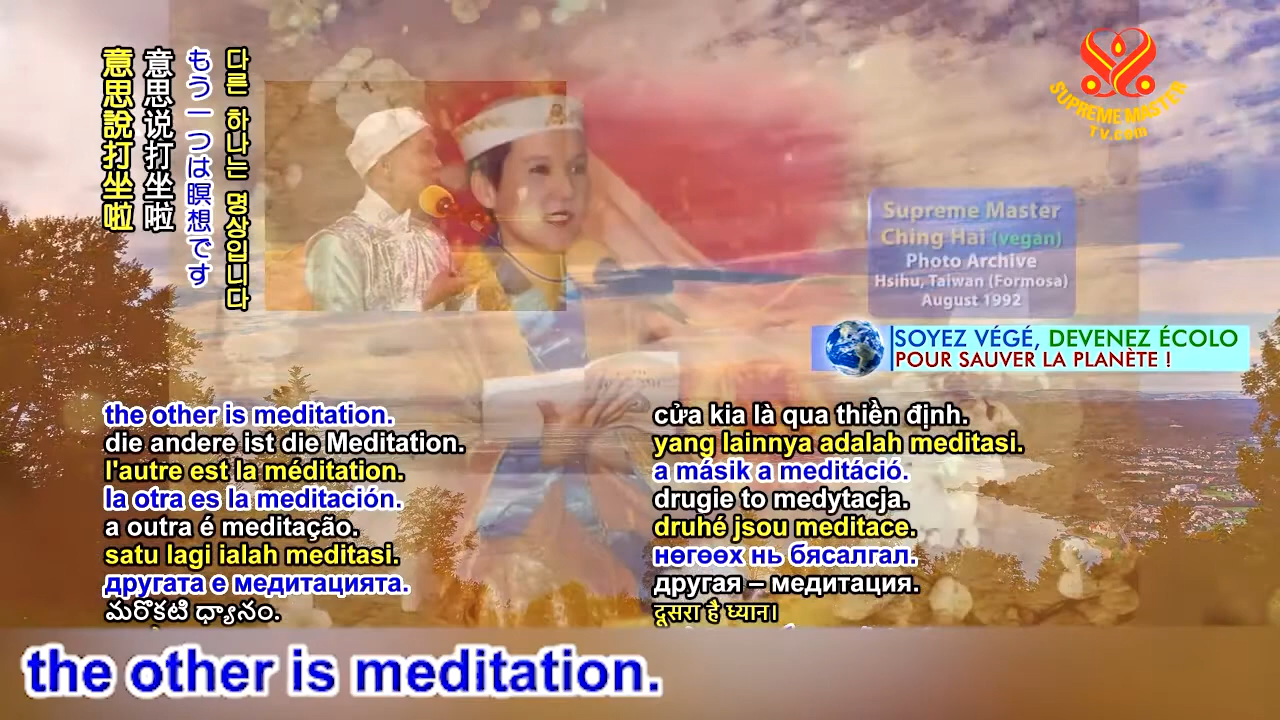 意思說打坐啦
意思说打坐啦
もう一つは瞑想です
다른 하나는 명상입니다
SUPREME MASTER
TV.com
Supreme Master
Ching Hai (vegan)
Photo Archive
Hsihu, Taiwan (Formosa)
August 1992
SOYEZ VÉGÉ, DEVENEZ ÉCOLO
POUR SAUVER LA PLANÈTE !
the other is meditation.
die andere ist die Meditation.
l'autre est la méditation.
la otra es la meditación.
a outra é meditação.
satu lagi ialah meditasi.
другата е медитацията.
మరొకటి ధ్యానం.
cửa kia là qua thiền định.
yang lainnya adalah meditasi.
a másik a meditáció.
drugie to medytacja.
druhé jsou meditace.
нөгөөх нь бясалгал.
другая – медитация.
दूसरा है ध्यान।
the other is meditation.